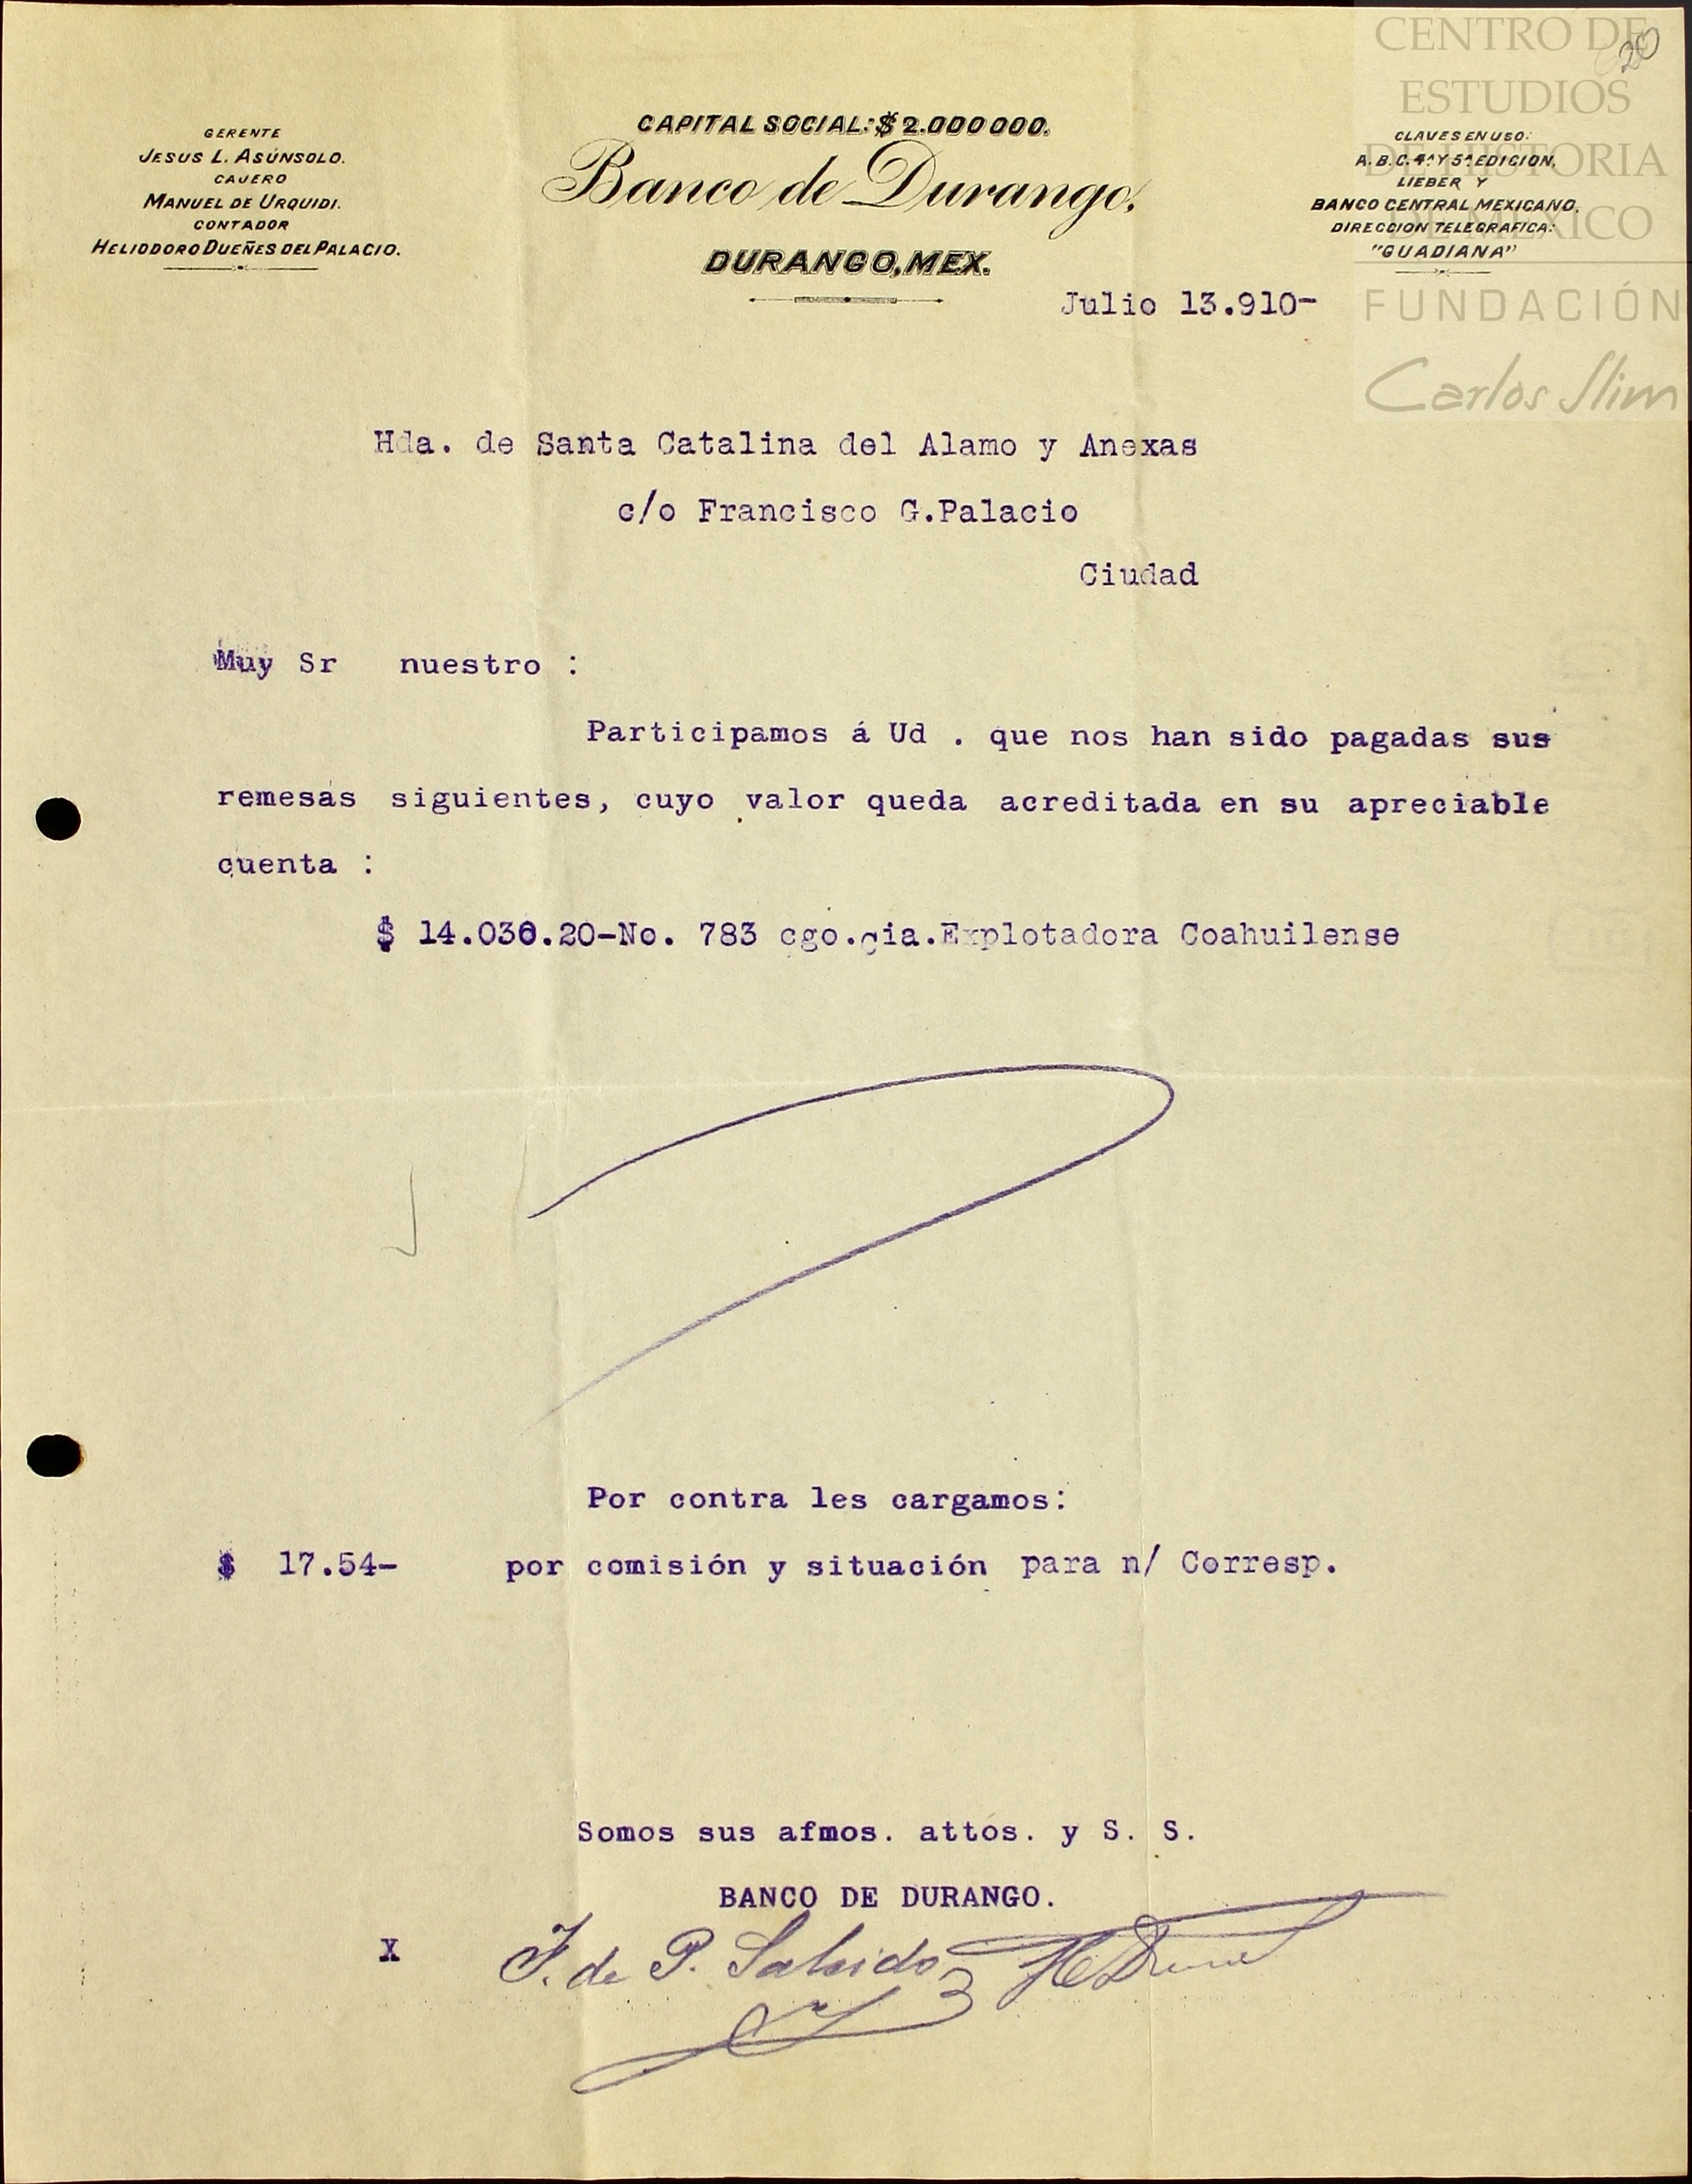 CENTRO DE
ESTUDIOS
DE HISTORIA
DE MÉXICO
FUNDACIÓN
Carlos Slim
20
GERENTE
JESUS L. ASÚNSOLO.
CAJERO
MANUEL DE URQUIDI.
CONTADOR
HELIODORO DUEÑES DEL PALACIO.
CAPITAL SOCIAL: $ 2.000000.
Banco de Durango,
DURANGO, MEX.
CLAVES EN USO:
A. B. C. 4ª Y 5ª EDICION,
LIEBER Y
BANCO CENTRAL MEXICANO.
DIRECCION TELEGRAFICA:
"GUADIANA"
Julio 13.910-
Hda. de Santa Catalina del Alamo y Anexas
c/o Francisco G.Palacio
Ciudad
Muy Sr nuestro :
Participamos á Ud . que nos han sido pagadas sus
remesas siguientes, cuyo valor queda acreditada en su apreciable
cuenta :
$ 14.030.20-No. 783 cgo.cia.Explotadora Coahuilense
Por contra les cargamos:
$ 17.54- por comisión y situación para n/ Corresp.
Somos sus afmos. attos. y S. S.
BANCO DE DURANGO.
X F. de P. Salcido